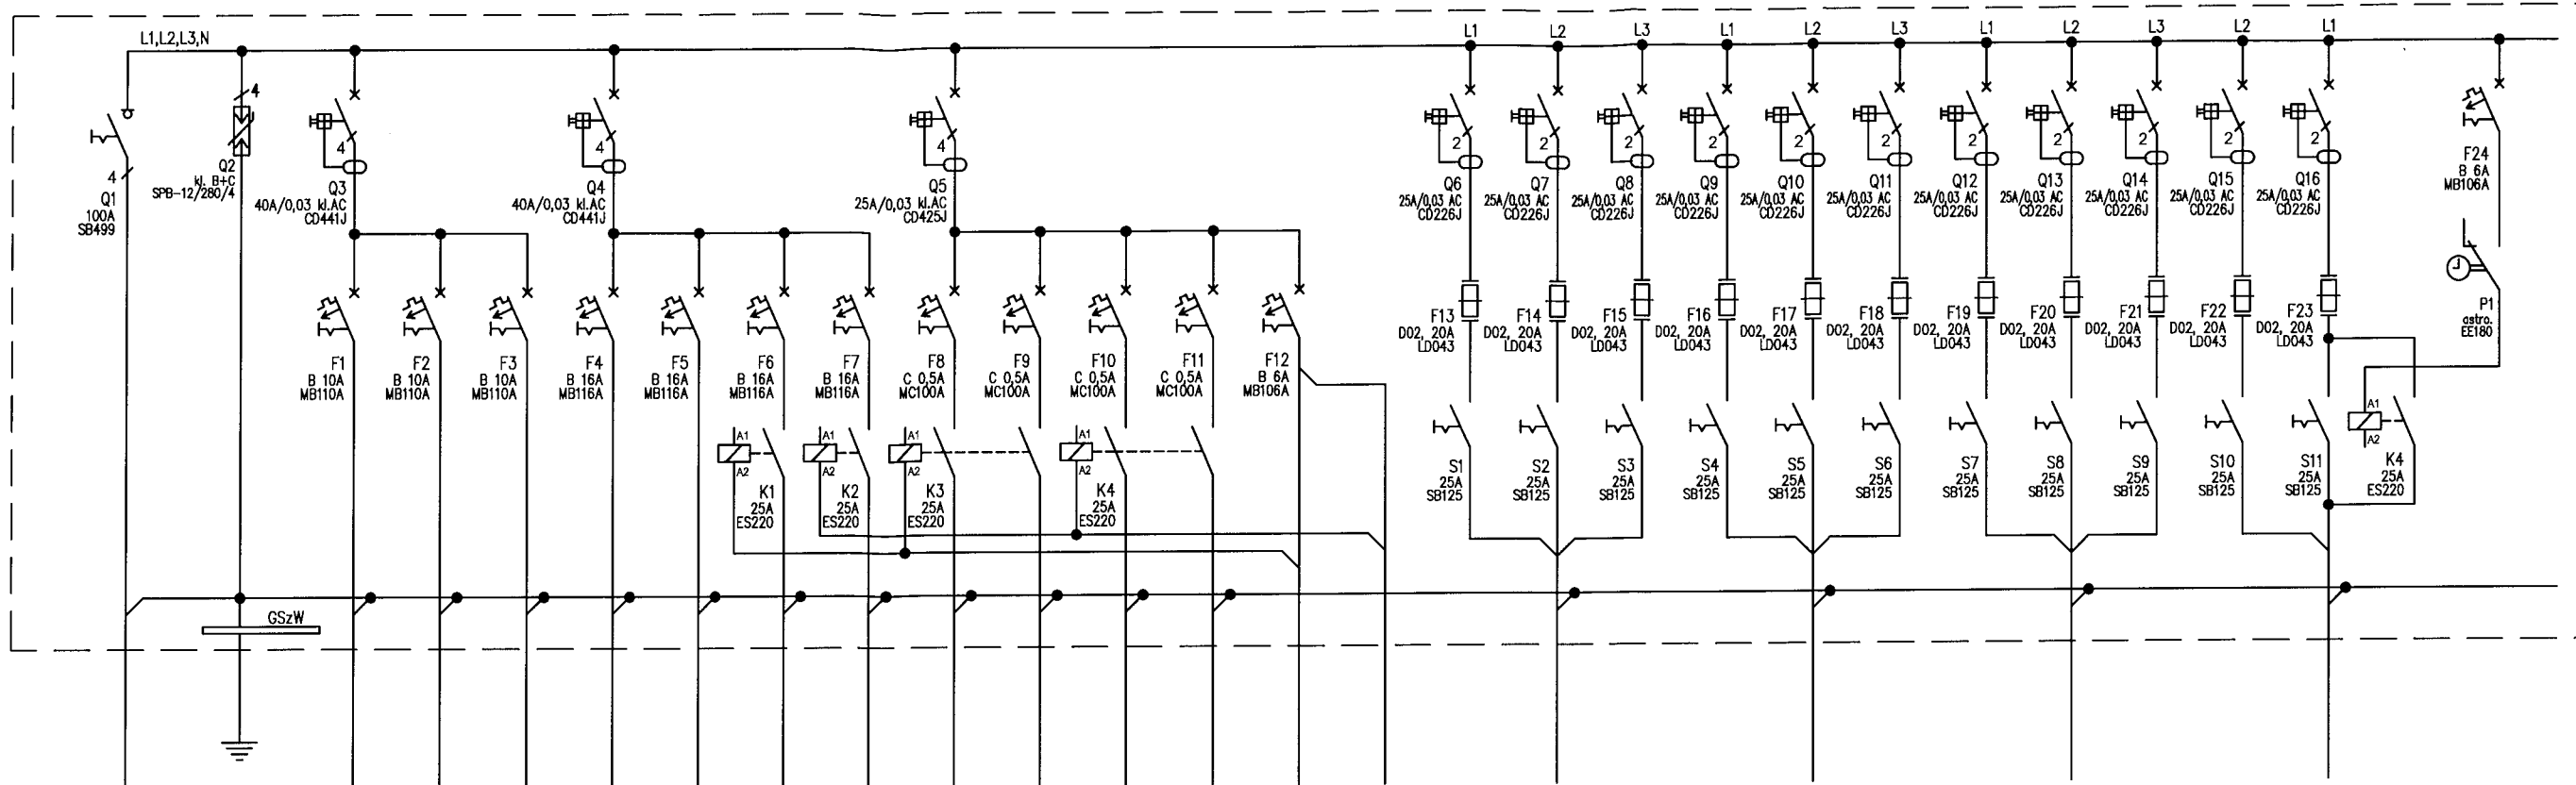 L1,L2,L3,N
L1
L2
L3
L1
L2
L3
L1
L2
L3
L2
L1
4
4
Q1
100A
SB499
Q2
kl. B+C
SPB-12/280/4
4
Q3
40A/0,03 kl.AC
CD441J
4
Q4
40A/0,03 kl.AC
CD441J
4
Q5
25A/0,03 kl.AC
CD425J
2
Q6
25A/0,03 AC
CD226J
2
Q7
25A/0,03 AC
CD226J
2
Q8
25A/0,03 AC
CD226J
2
Q9
25A/0,03 AC
CD226J
2
Q10
25A/0,03 AC
CD226J
2
Q11
25A/0,03 AC
CD226J
2
Q12
25A/0,03 AC
CD226J
2
Q13
25A/0,03 AC
CD226J
2
Q14
25A/0,03 AC
CD226J
2
Q15
25A/0,03 AC
CD226J
2
Q16
25A/0,03 AC
CD226J
F24
B 6A
MB106A
P1
astro.
EE180
F1
B 10A
MB110A
F2
B 10A
MB110A
F3
B 10A
MB110A
F4
B 16A
MB116A
F5
B 16A
MB116A
F6
B 16A
MB116A
F7
B 16A
MB116A
F8
C 0,5A
MC100A
F9
C 0,5A
MC100A
F10
C 0,5A
MC100A
F11
C 0,5A
MC100A
F12
B 6A
MB106A
F13
D02, 20A
LD043
F14
D02, 20A
LD043
F15
D02, 20A
LD043
F16
D02, 20A
LD043
F17
D02, 20A
LD043
F18
D02, 20A
LD043
F19
D02, 20A
LD043
F20
D02, 20A
LD043
F21
D02, 20A
LD043
F22
D02, 20A
LD043
F23
D02, 20A
LD043
A1
A2
K1
25A
ES220
A1
A2
K2
25A
ES220
A1
A2
K3
25A
ES220
A1
A2
K4
25A
ES220
S1
25A
SB125
S2
25A
SB125
S3
25A
SB125
S4
25A
SB125
S5
25A
SB125
S6
25A
SB125
S7
25A
SB125
S8
25A
SB125
S9
25A
SB125
S10
25A
SB125
S11
25A
SB125
A1
A2
K4
25A
ES220
GSzW